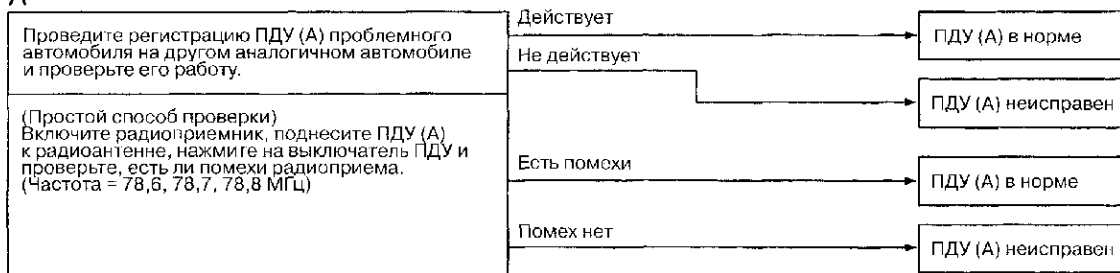 Проведите регистрацию ПДУ (А) проблемного
автомобиля на другом аналогичном автомобиле
и проверьте его работу.
Действует
ПДУ (А) в норме
Не действует
ПДУ (А) неисправен
(Простой способ проверки)
Включите радиоприемник, поднесите ПДУ (А)
к радиоантенне, нажмите на выключатель ПДУ и
проверьте, есть ли помехи радиоприема.
(Частота = 78,6, 78,7, 78,8 МГц)
Есть помехи
ПДУ (А) в норме
Помех нет
ПДУ (А) неисправен